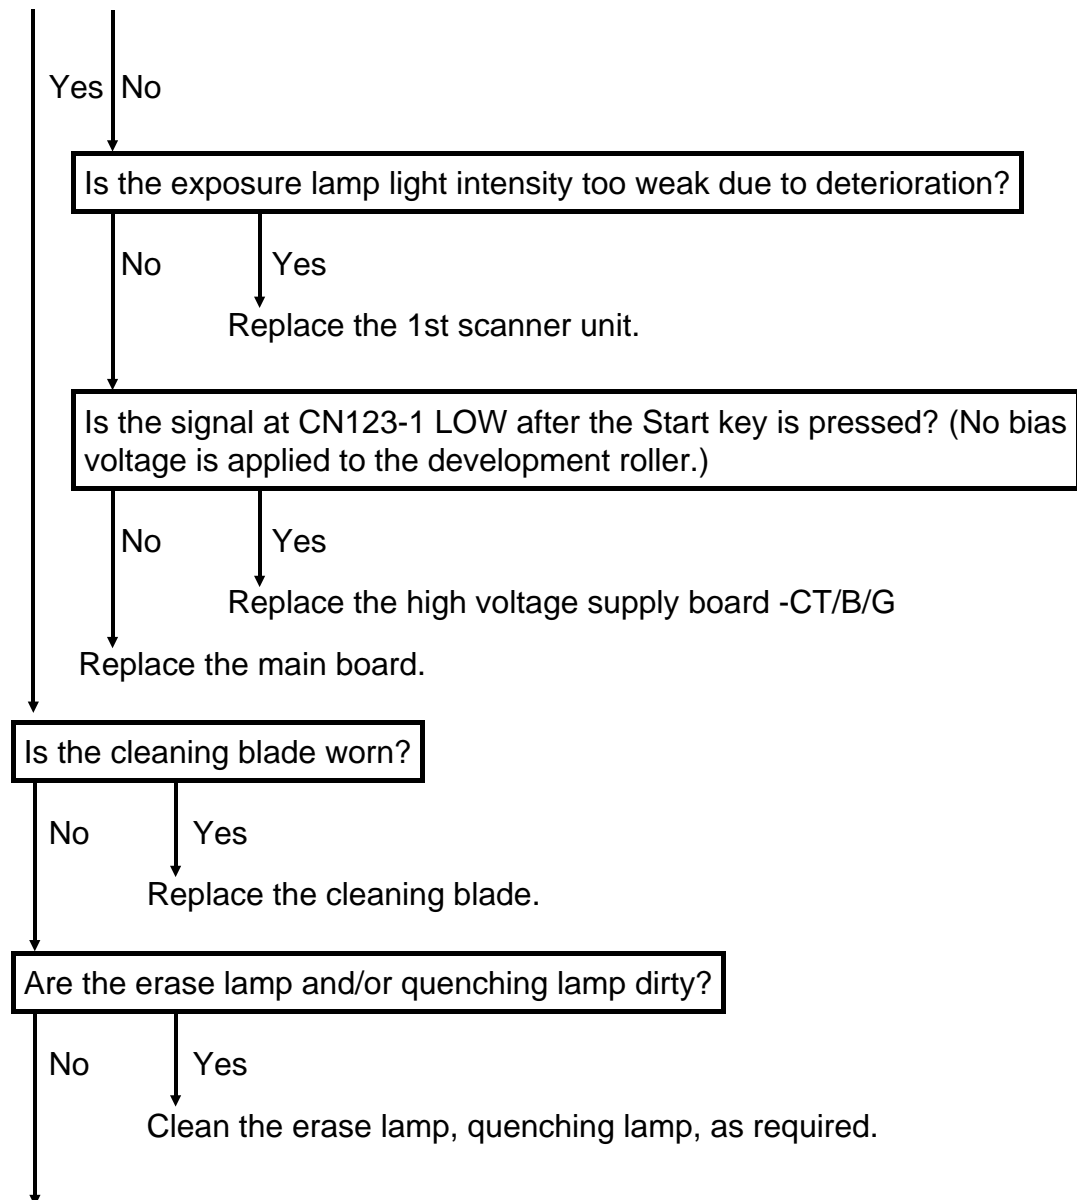 Yes No
Is the exposure lamp light intensity too weak due to deterioration?
No Yes
Replace the 1st scanner unit.
Is the signal at CN123-1 LOW after the Start key is pressed? (No bias
voltage is applied to the development roller.)
No Yes
Replace the high voltage supply board -CT/B/G
Replace the main board.
Is the cleaning blade worn?
No Yes
Replace the cleaning blade.
Are the erase lamp and/or quenching lamp dirty?
No Yes
Clean the erase lamp, quenching lamp, as required.